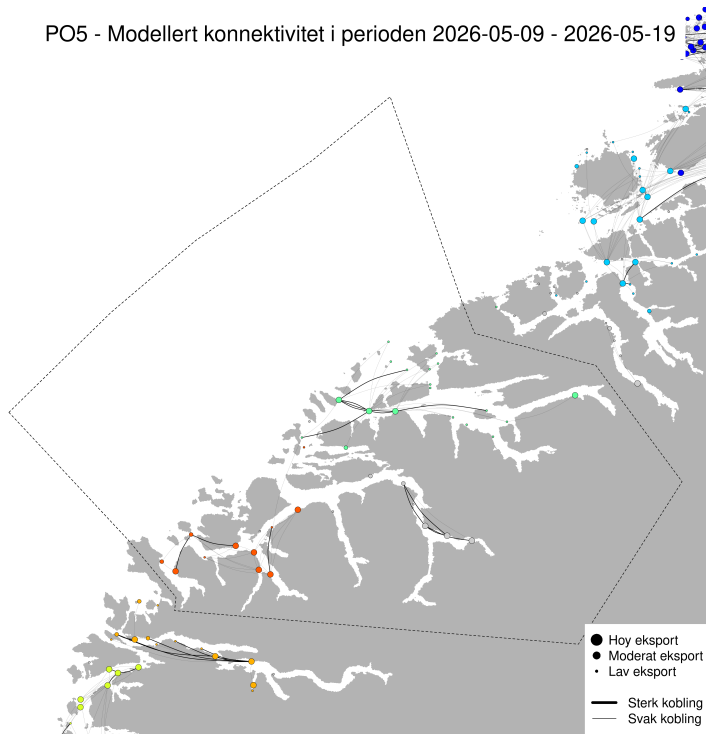 PO5 - Modellert konnektivitet i perioden 2026-05-09 - 2026-05-19
Hoy eksport
Moderat eksport
Lav eksport
Sterk kobling
Svak kobling